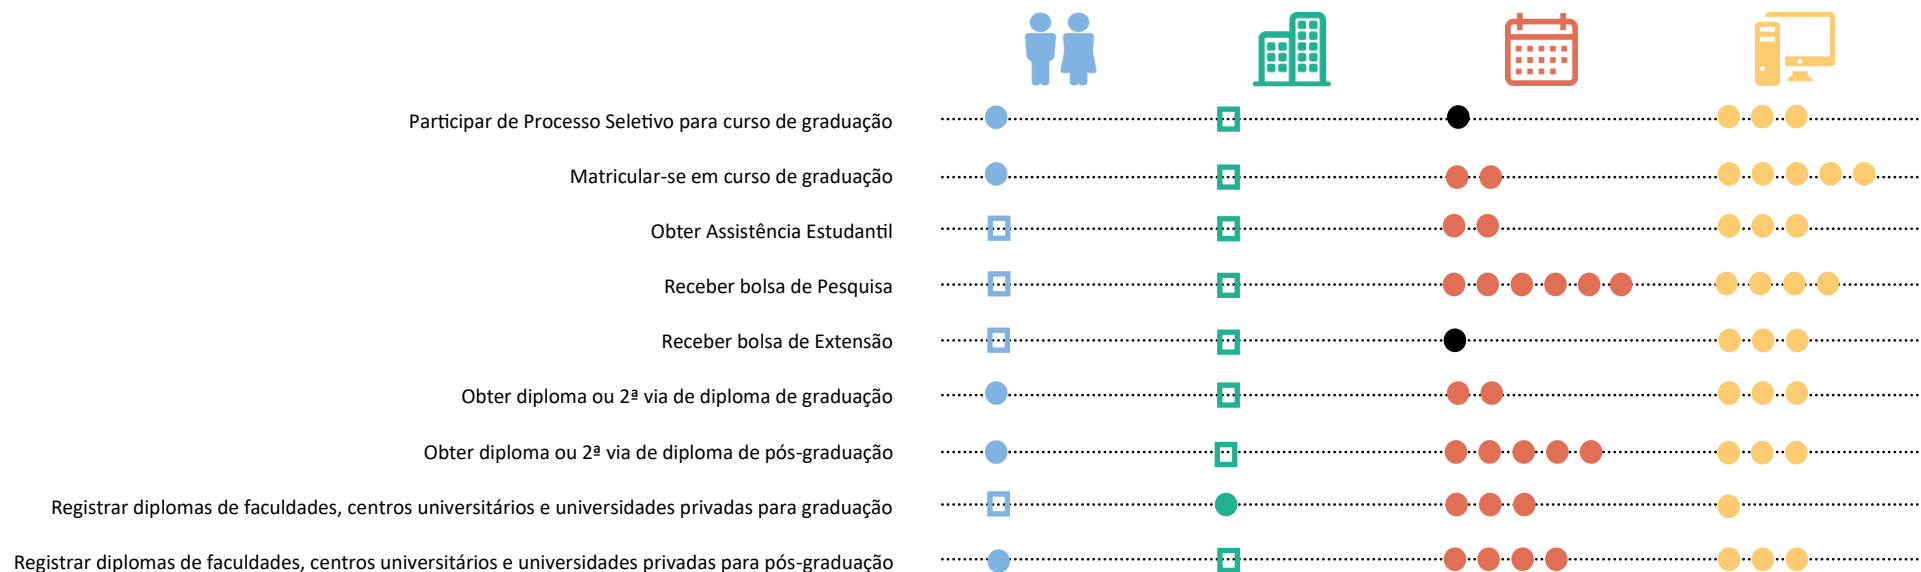 Participar de Processo Seletivo para curso de graduação
Matricular-se em curso de graduação
Obter Assistência Estudantil
Receber bolsa de Pesquisa
Receber bolsa de Extensão
Obter diploma ou 2ª via de diploma de graduação
Obter diploma ou 2ª via de diploma de pós-graduação
Registrar diplomas de faculdades, centros universitários e universidades privadas para graduação
Registrar diplomas de faculdades, centros universitários e universidades privadas para pós-graduação